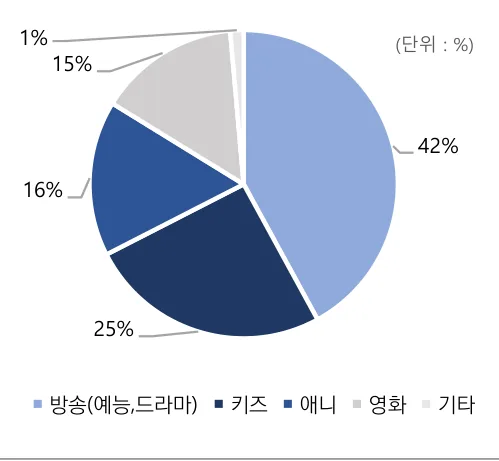 1%
(단위 : %)
15%
42%
16%
25%
방송(예능,드라마) 키즈 애니 영화 기타